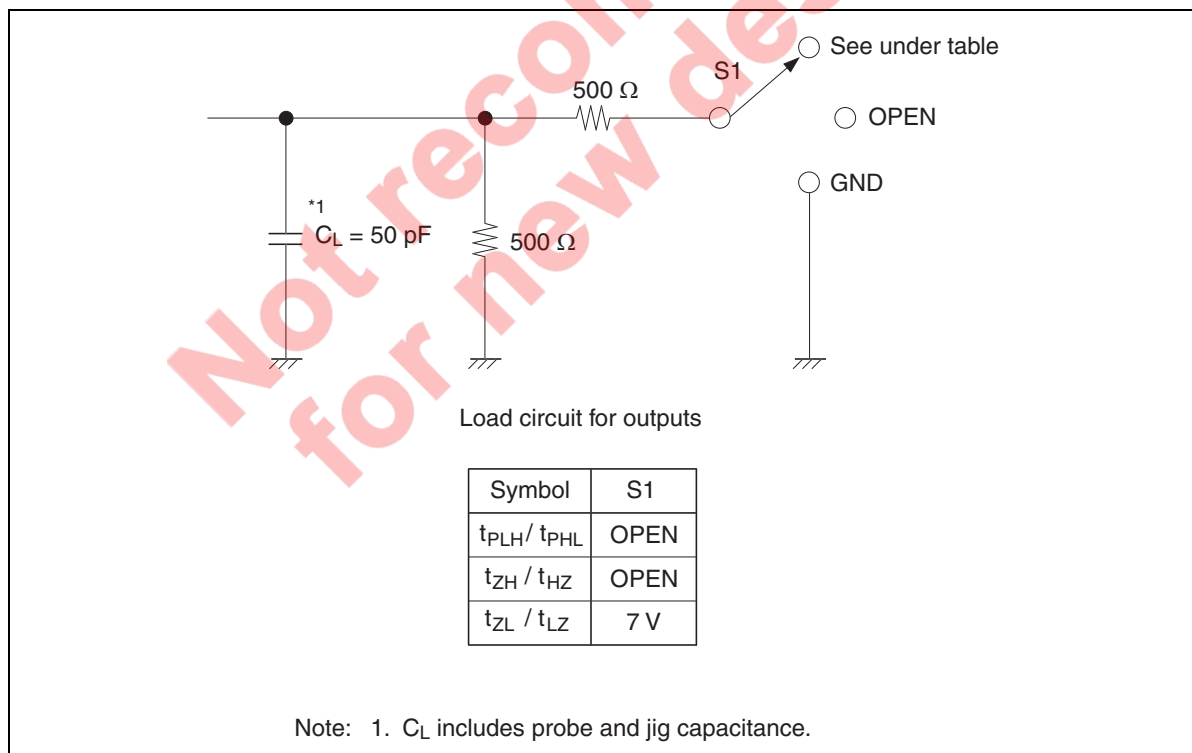 Not recom
for new des
See under table
S1
500 Ω
OPEN
GND
*1
C_L = 50 pF
500 Ω
Load circuit for outputs
Symbol S1
t_PLH / t_PHL OPEN
t_ZH / t_HZ OPEN
t_ZL / t_LZ 7 V
Note: 1. C_L includes probe and jig capacitance.